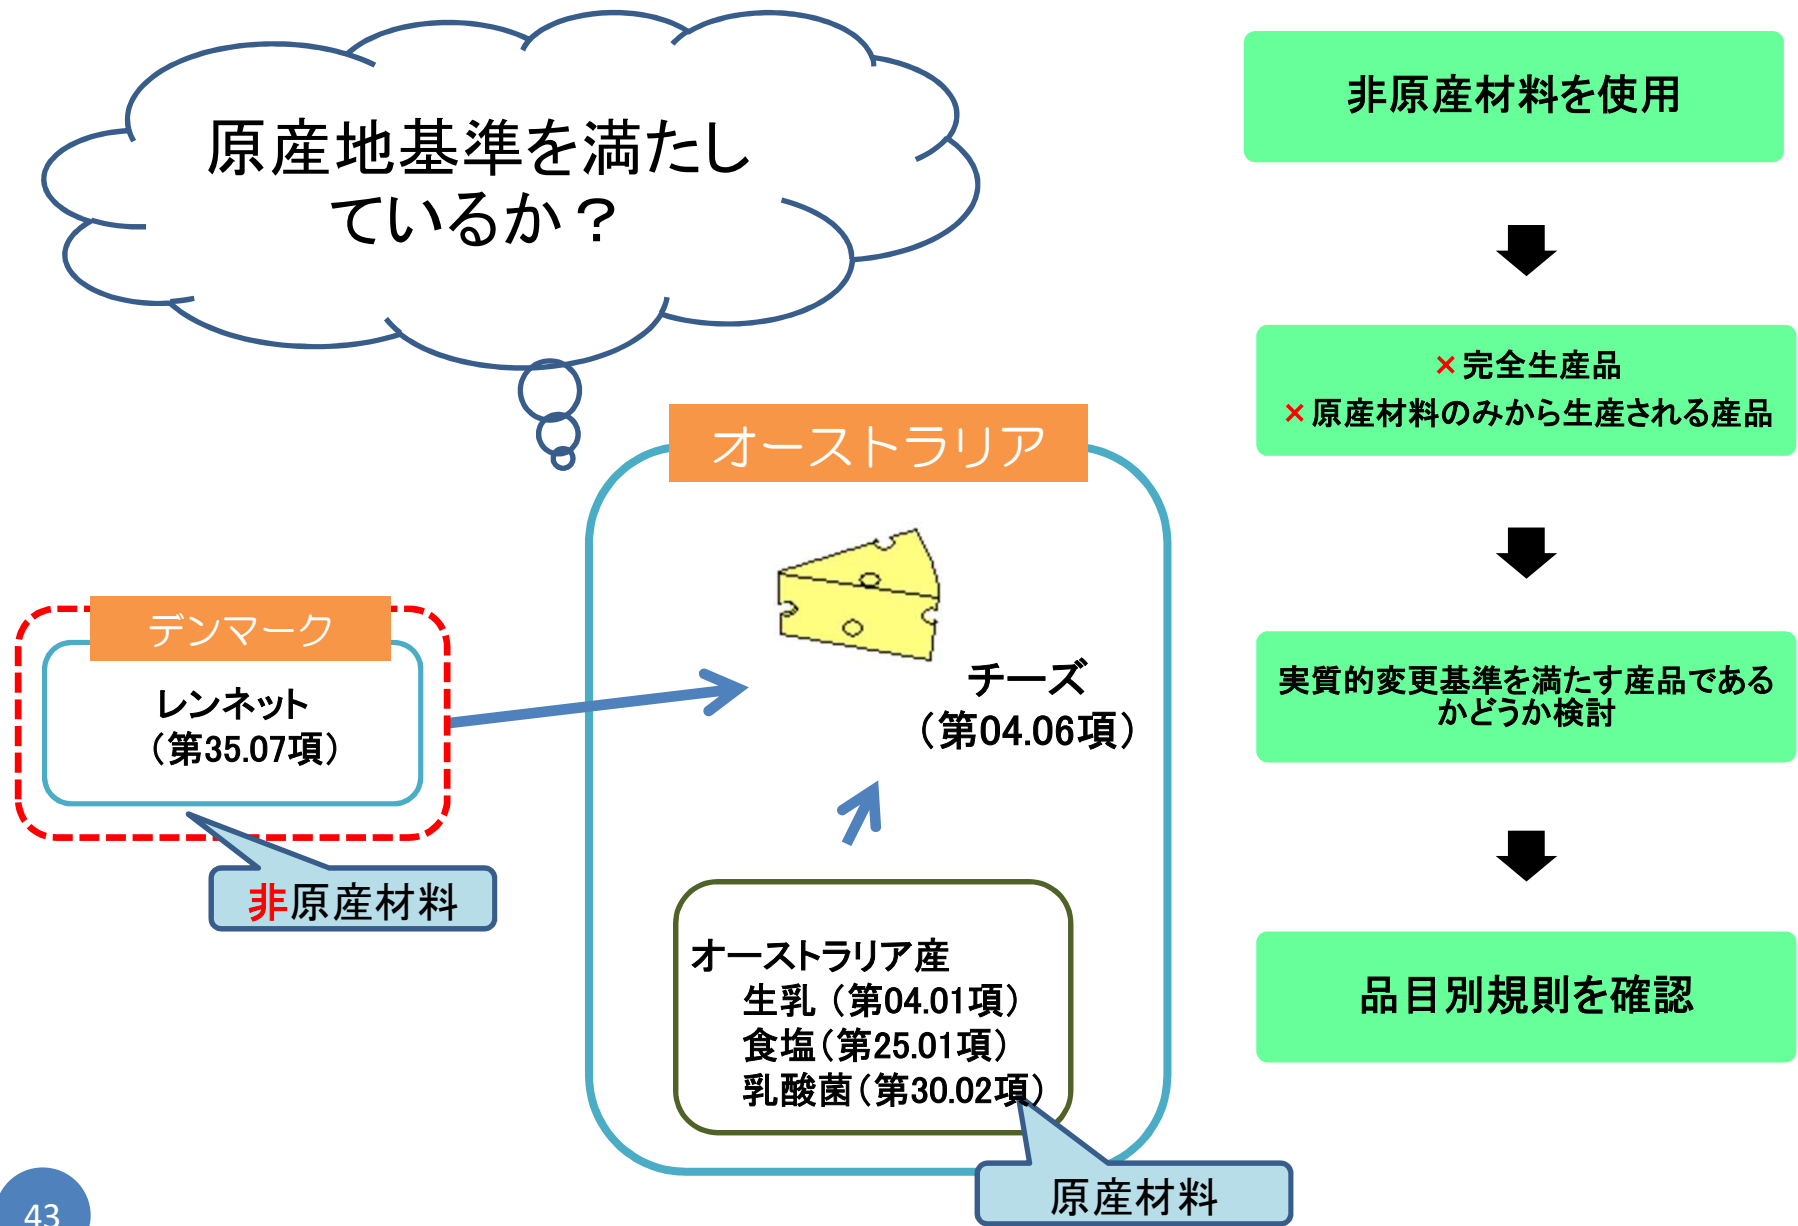 原産地基準を満たし
ているか？
オーストラリア
チーズ
（第04.06項）
デンマーク
レンネット
（第35.07項）
非原産材料
オーストラリア産
生乳（第04.01項）
食塩（第25.01項）
乳酸菌（第30.02項）
原産材料
非原産材料を使用
×完全生産品
×原産材料のみから生産される産品
実質的変更基準を満たす産品である
かどうか検討
品目別規則を確認
43